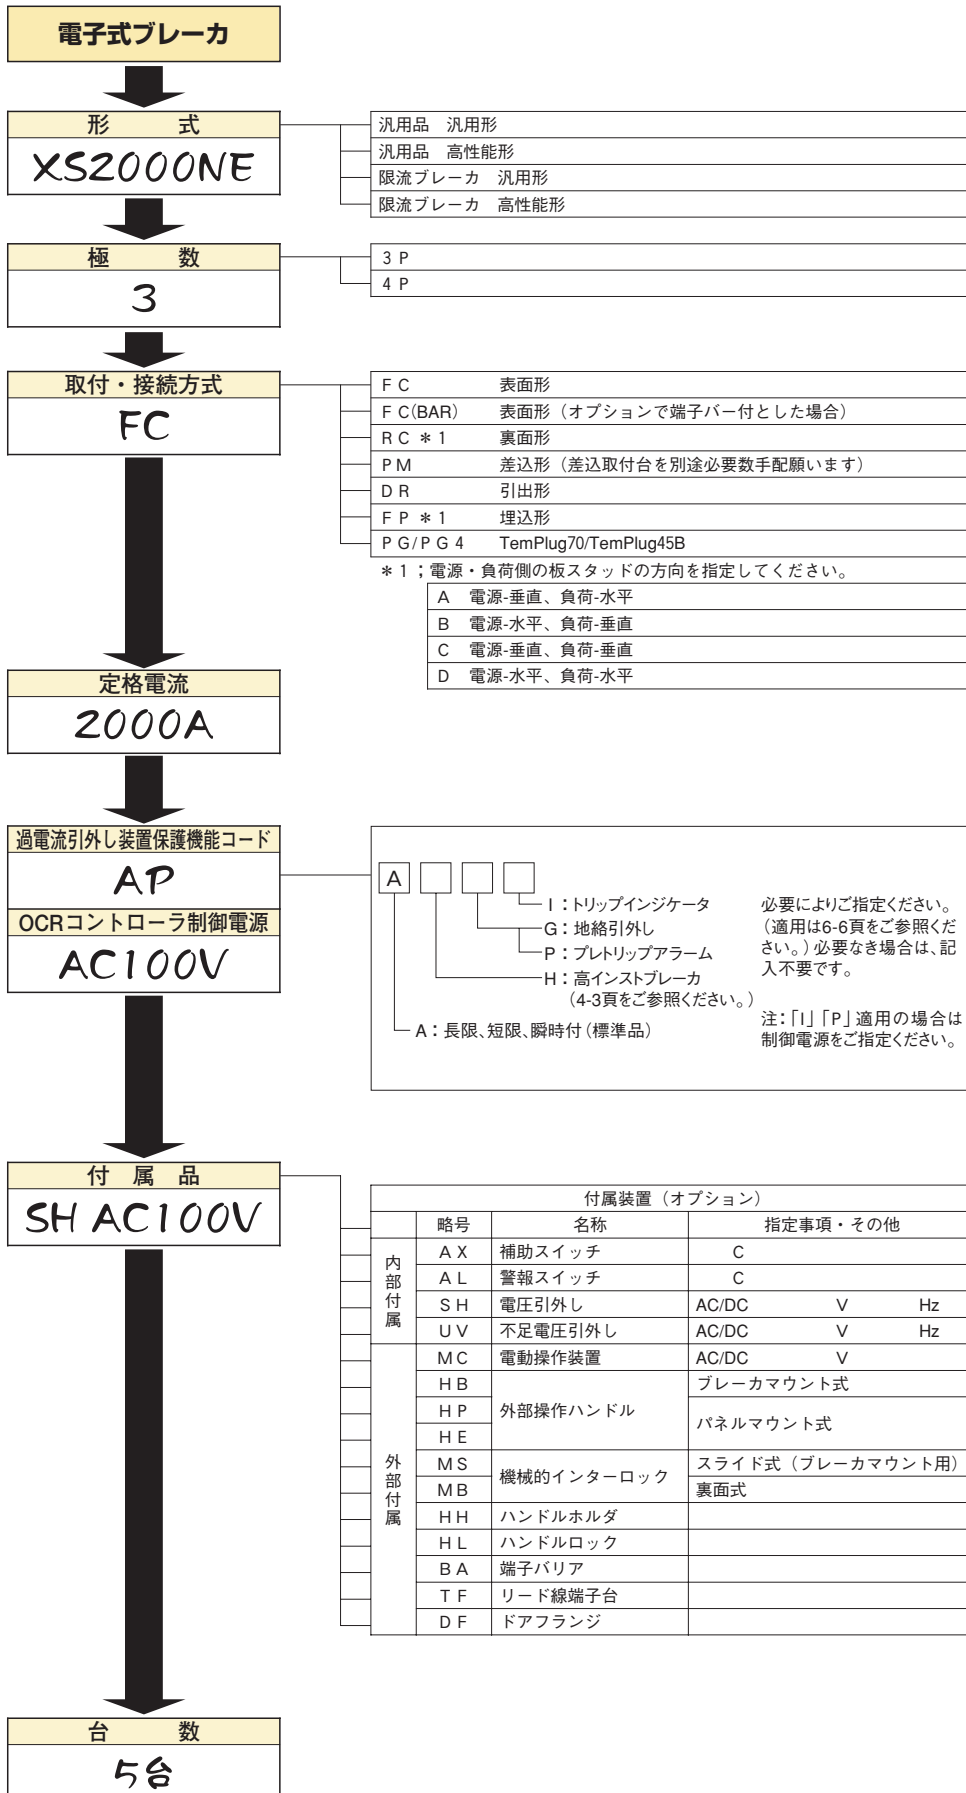 電子式ブレーカ
形 式
XS2000NE
汎用品 汎用形
汎用品 高性能形
限流ブレーカ 汎用形
限流ブレーカ 高性能形
極 数
3
3 P
4 P
取付・接続方式
FC
F C 表面形
F C(BAR) 表面形（オプションで端子バー付とした場合）
R C ＊1 裏面形
P M 差込形（差込取付台を別途必要数手配願います）
D R 引出形
F P ＊1 埋込形
P G/P G 4 TemPlug70/TemPlug45B
＊1；電源・負荷側の板スタッドの方向を指定してください。
A 電源-垂直、負荷-水平
B 電源-水平、負荷-垂直
C 電源-垂直、負荷-垂直
D 電源-水平、負荷-水平
定格電流
2000A
過電流引外し装置保護機能コード
AP
OCRコントローラ制御電源
AC100V
A
I：トリップインジケータ
G：地絡引外し
P：プレトリップアラーム
H：高インストブレーカ
（4-3頁をご参照ください。）
A：長限、短限、瞬時付（標準品）
必要によりご指定ください。
（適用は6-6頁をご参照くだ
さい。）必要なき場合は、記
入不要です。
注：「I」「P」適用の場合は
制御電源をご指定ください。
付 属 品
SH AC100V
付属装置（オプション）
略号 名称 指定事項・その他
内部付属
A X 補助スイッチ C
A L 警報スイッチ C
S H 電圧引外し AC/DC V Hz
U V 不足電圧引外し AC/DC V Hz
外部付属
M C 電動操作装置 AC/DC V
H B 外部操作ハンドル ブレーカマウント式
H P パネルマウント式
H E
M S 機械的インターロック スライド式（ブレーカマウント用）
M B 裏面式
H H ハンドルホルダ
H L ハンドルロック
B A 端子バリア
T F リード線端子台
D F ドアフランジ
台 数
5台